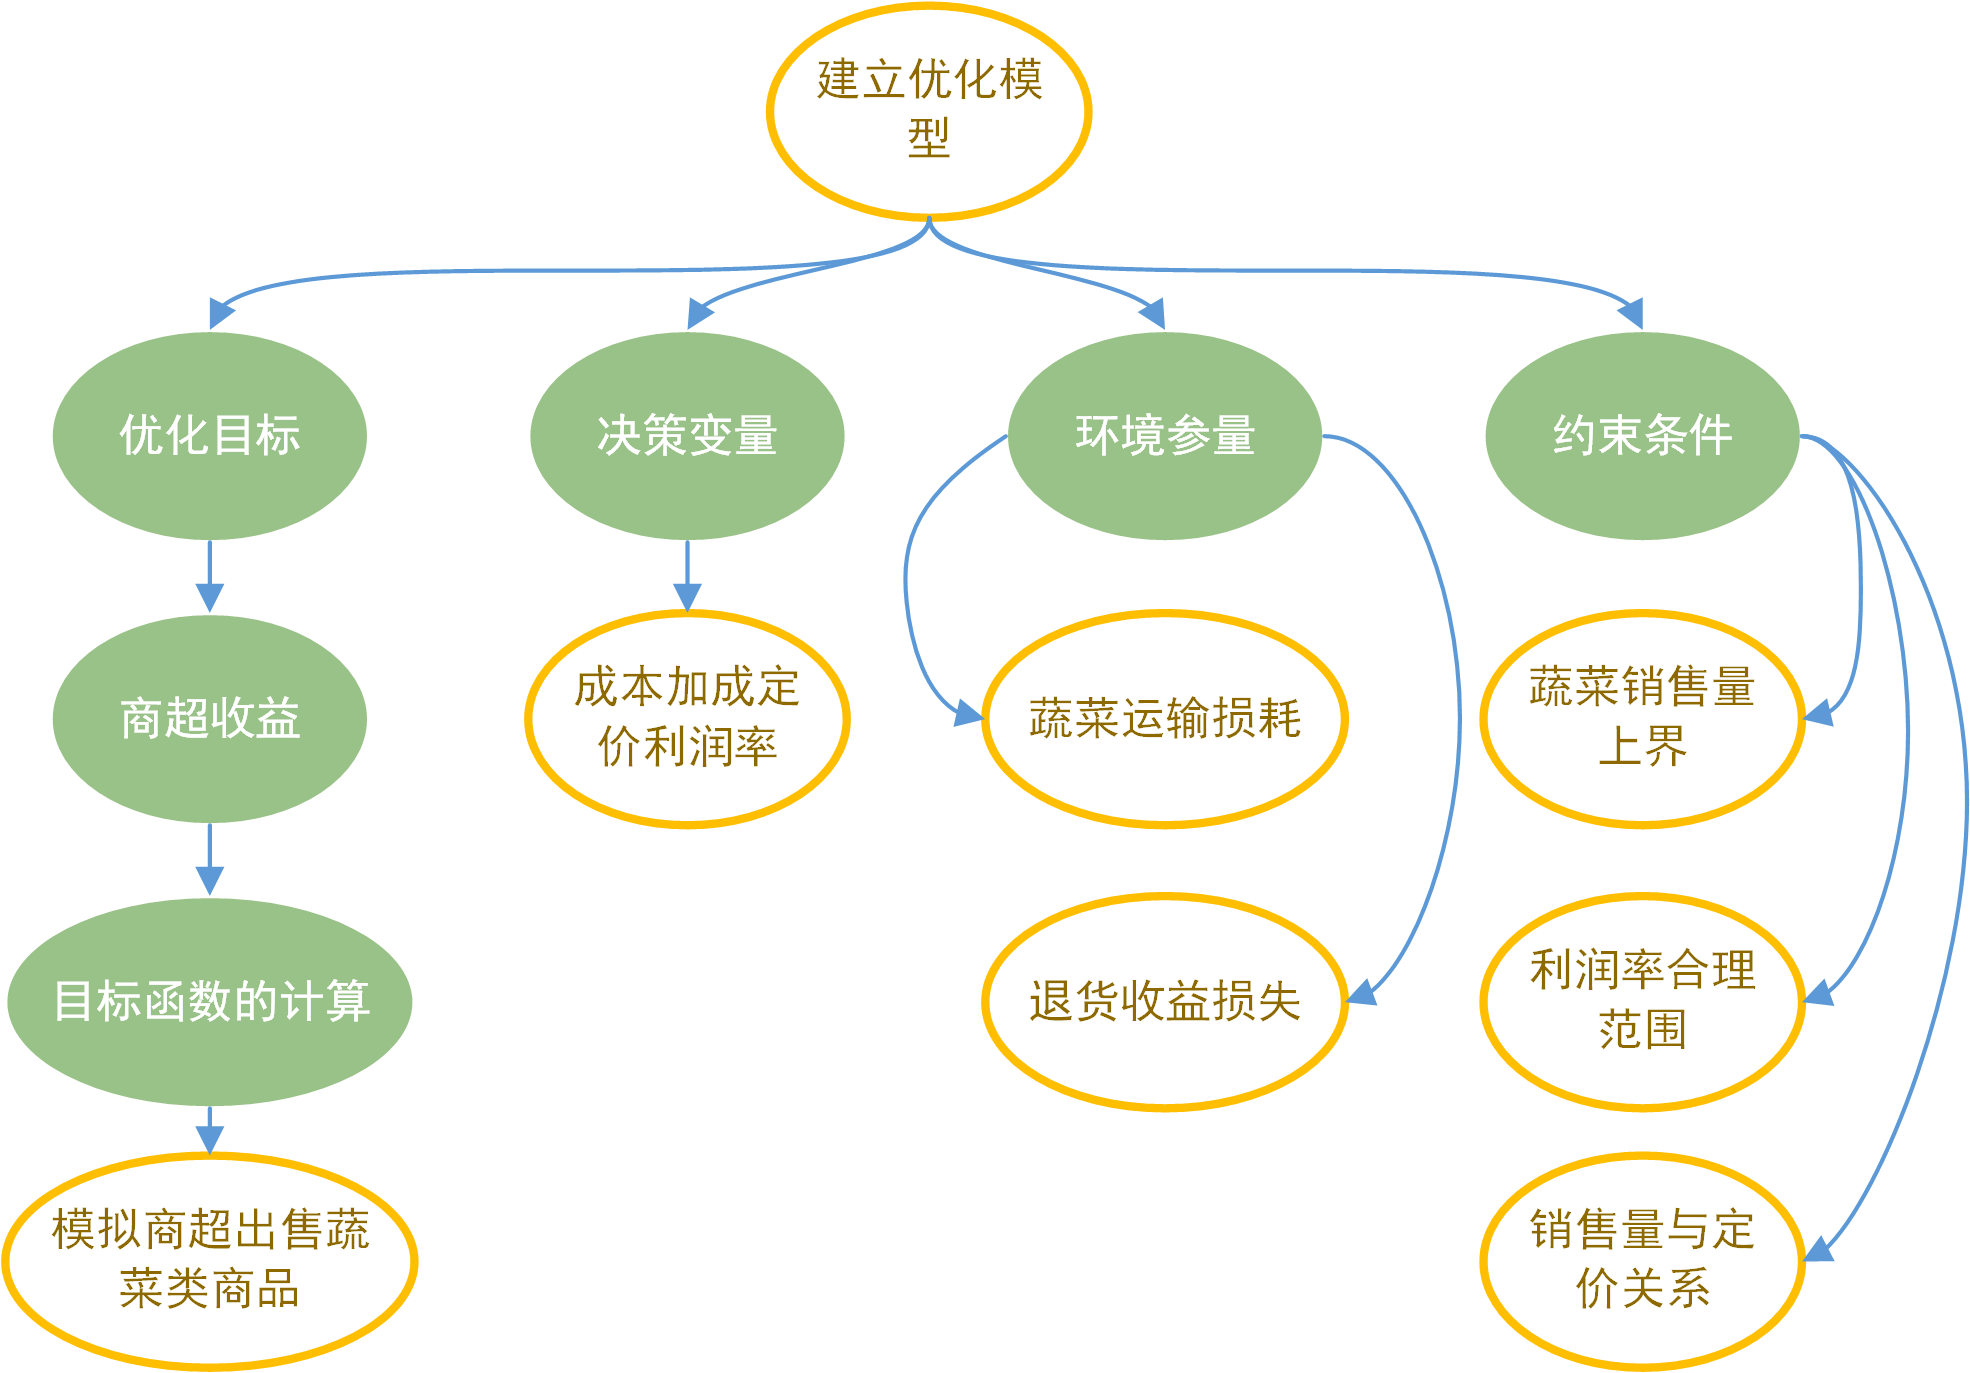 建立优化模
型
优化目标
决策变量
环境参量
约束条件
商超收益
成本加成定
价利润率
蔬菜运输损耗
蔬菜销售量
上界
目标函数的计算
退货收益损失
利润率合理
范围
模拟商超出售蔬
菜类商品
销售量与定
价关系